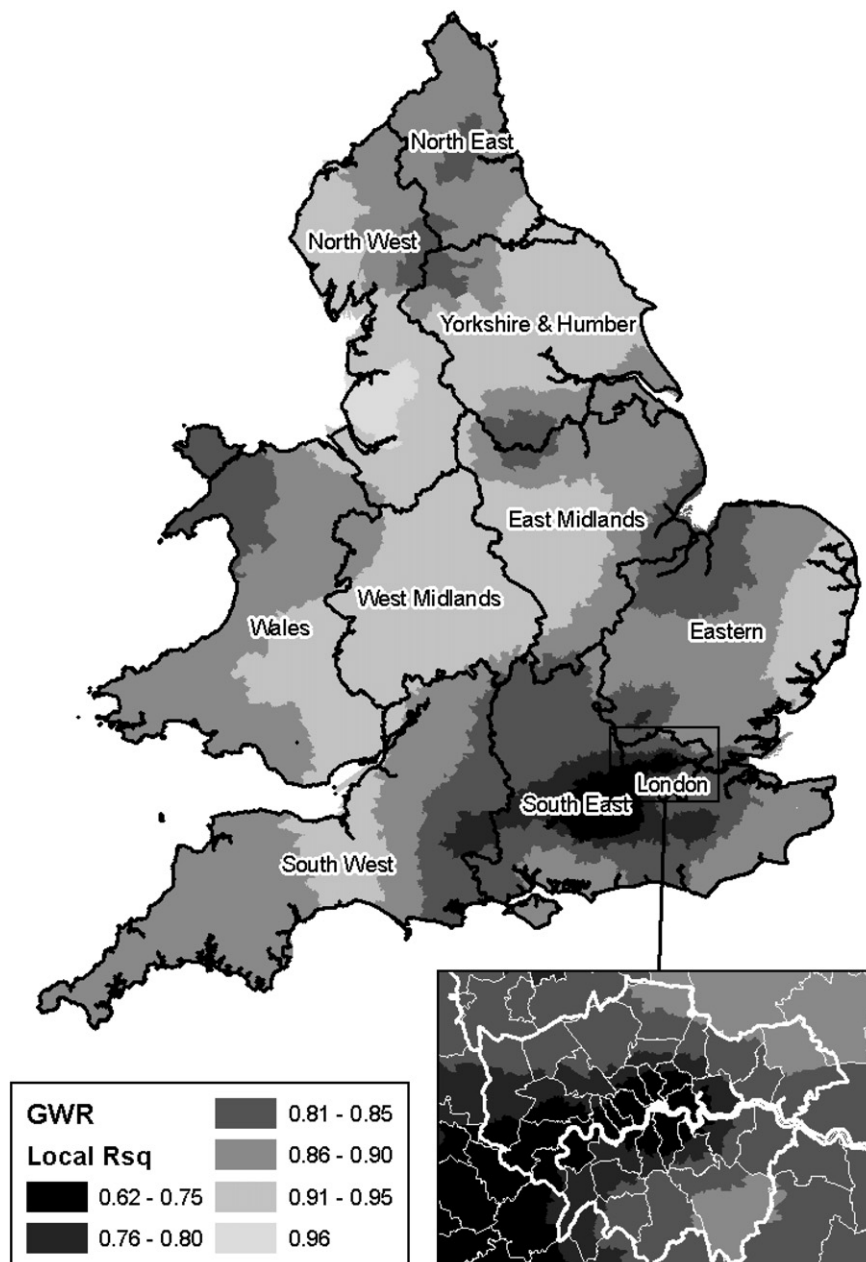 North East
North West
Yorkshire & Humber
East Midlands
West Midlands
Wales
Eastern
London
South East
South West
GWR
Local Rsq
0.62 - 0.75
0.76 - 0.80
0.81 - 0.85
0.86 - 0.90
0.91 - 0.95
0.96